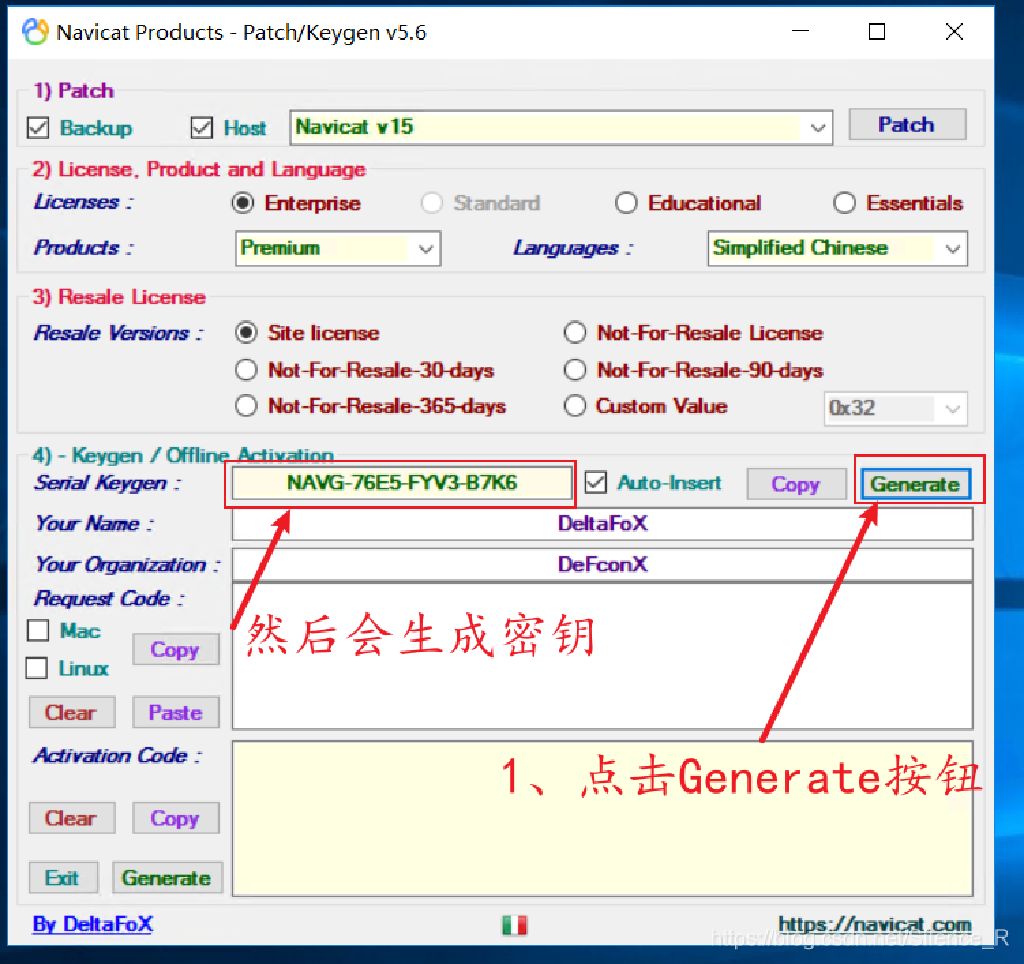 Navicat Products - Patch/Keygen v5.6
1) Patch
Backup Host Navicat v15 Patch
2) License, Product and Language
Licenses : Enterprise Standard Educational Essentials
Products : Premium Languages : Simplified Chinese
3) Resale License
Resale Versions : Site license Not-For-Resale License
Not-For-Resale-30-days Not-For-Resale-90-days
Not-For-Resale-365-days Custom Value 0x32
4) - Keygen / Offline Activation
Serial Keygen : NAVG-76E5-FYV3-B7K6 Auto-Insert Copy Generate
Your Name : DeltaFoX
Your Organization : DeFconX
Request Code :
然后会生成密钥
Mac
Copy
Linux
Clear Paste
Activation Code :
1、点击Generate按钮
Clear Copy
Exit Generate
By DeltaFoX https://navicat.com
https://blog.csdn.net/Silence_R